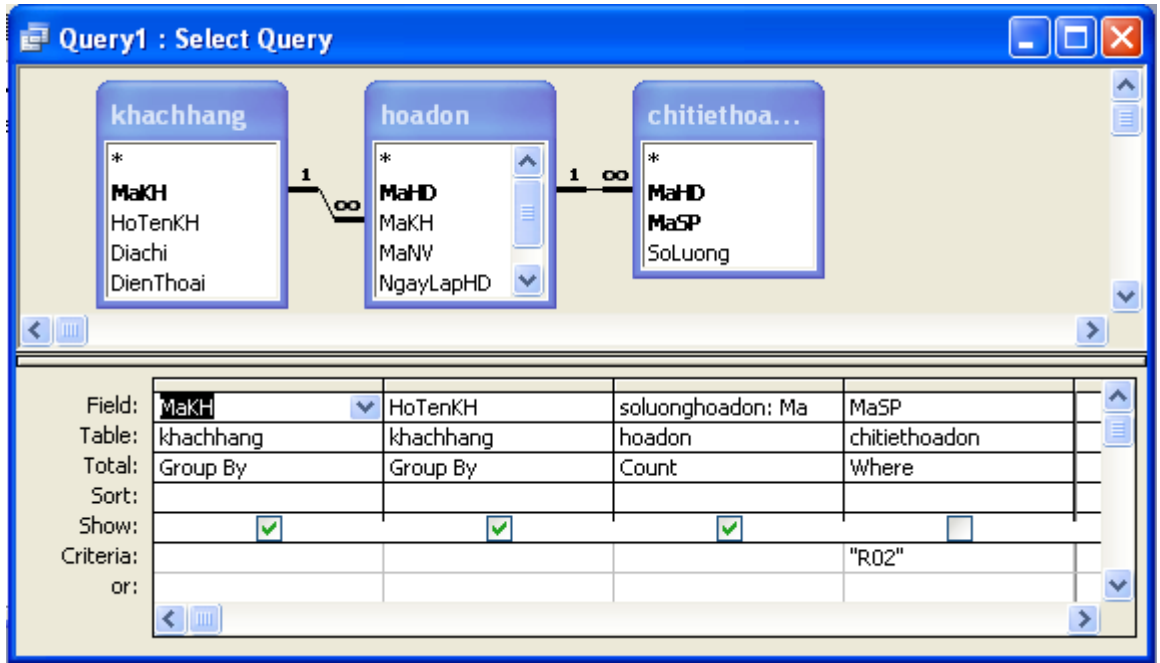 Query1 : Select Query
khachhang hoadon chitiethoa...
* * *
MaKH MaHD MaHD
HoTenKH MaKH MaSP
Diachi MaNV SoLuong
DienThoai NgayLapHD
1 ∞ 1 ∞
Field: MaKH HoTenKH soluonghoadon: Ma MaSP
Table: khachhang khachhang hoadon chitiethoadon
Total: Group By Group By Count Where
Sort:
Show:
Criteria: "R02"
or: